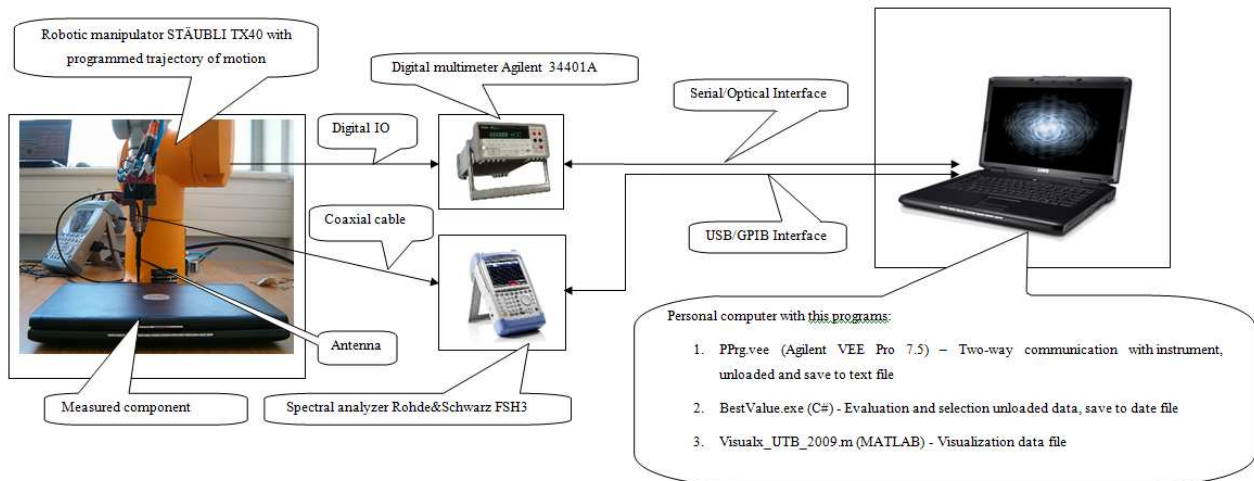 Robotic manipulator STÄUBLI TX40 with
programmed trajectory of motion
Digital multimeter Agilent 34401A
Serial/Optical Interface
Digital IO
Coaxial cable
USB/GPIB Interface
Antenna
Measured component
Spectral analyzer Rohde&Schwarz FSH3
Personal computer with this programs:
1. PPrg.vee (Agilent VEE Pro 7.5) – Two-way communication with instrument,
unloaded and save to text file
2. BestValue.exe (C#) - Evaluation and selection unloaded data, save to date file
3. Visualx_UTB_2009.m (MATLAB) - Visualization data file